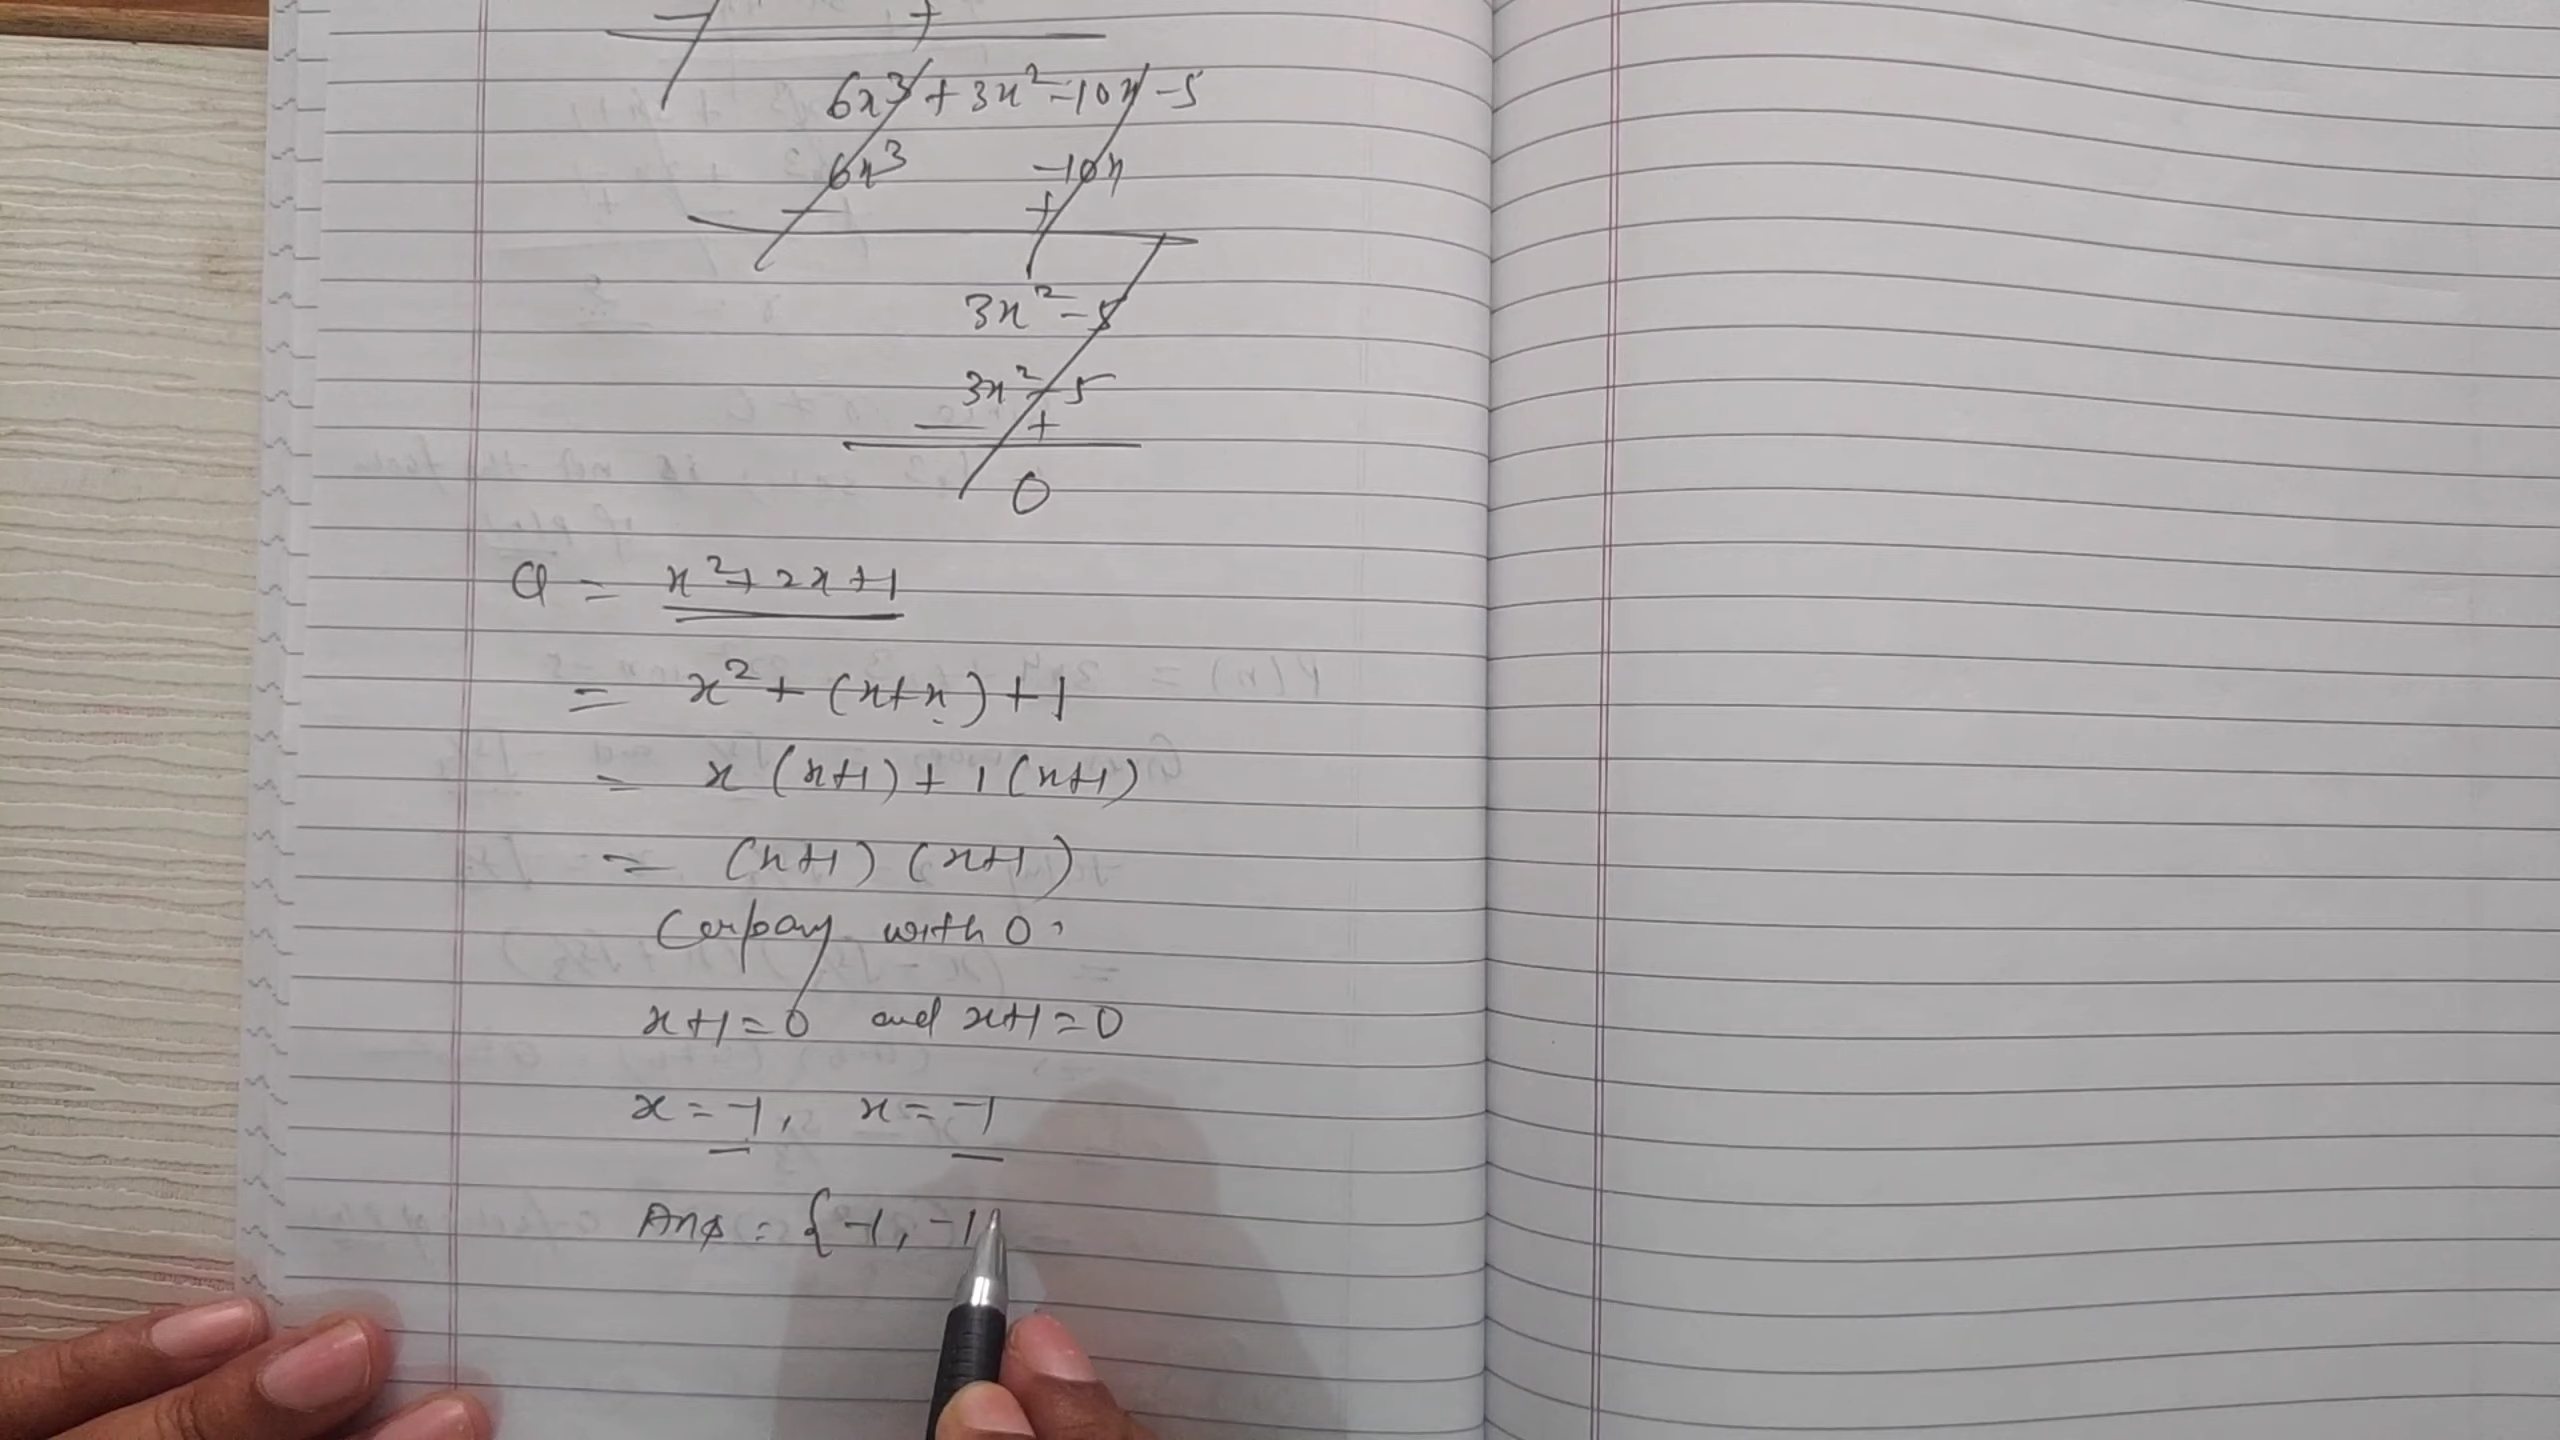 6x³ + 3x² - 10x - 5
6x³ - 10x
- +
3x² - 5
3x² - 5
- +
0
Q = x² + 2x + 1
= x² + (x+x) + 1
= x (x+1) + 1 (x+1)
= (x+1) (x+1)
with 0
x+1 = 0 and x+1 = 0
x = -1, x = -1
Ans = {-1, -1